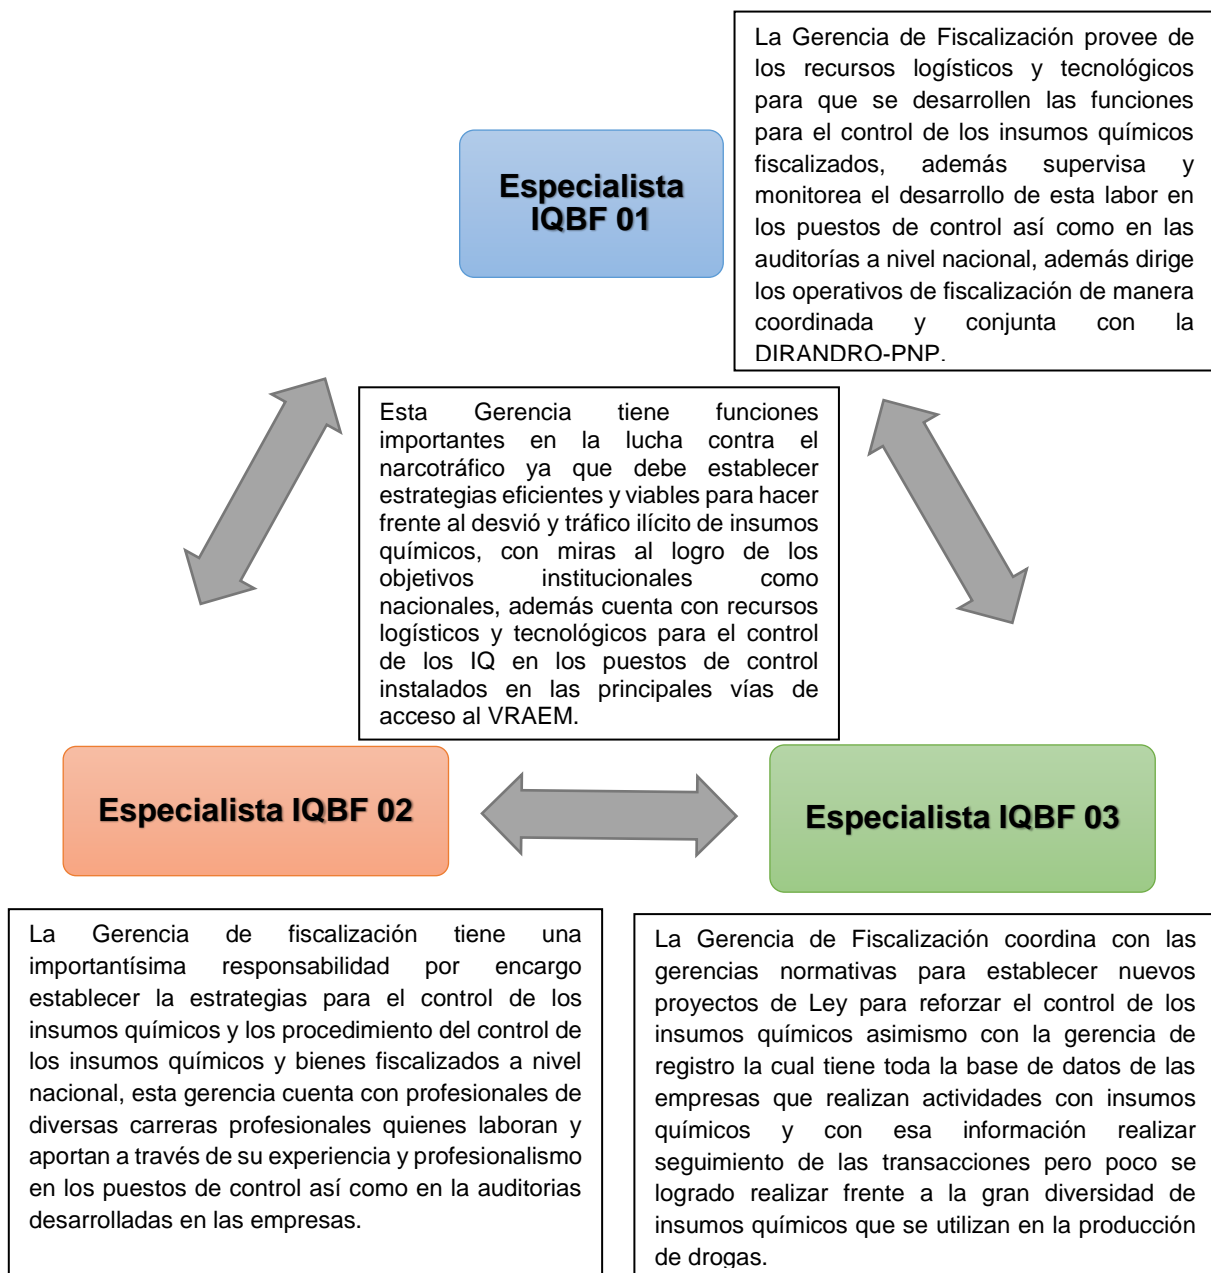 La Gerencia de Fiscalización provee de
los recursos logísticos y tecnológicos
para que se desarrollen las funciones
para el control de los insumos químicos
fiscalizados, además supervisa y
monitorea el desarrollo de esta labor en
los puestos de control así como en las
auditorías a nivel nacional, además dirige
los operativos de fiscalización de manera
coordinada y conjunta con la
DIRANDRO-PNP.
Especialista
IQBF 01
Esta Gerencia tiene funciones
importantes en la lucha contra el
narcotráfico ya que debe establecer
estrategias eficientes y viables para hacer
frente al desvió y tráfico ilícito de insumos
químicos, con miras al logro de los
objetivos institucionales como
nacionales, además cuenta con recursos
logísticos y tecnológicos para el control
de los IQ en los puestos de control
instalados en las principales vías de
acceso al VRAEM.
Especialista IQBF 02
Especialista IQBF 03
La Gerencia de fiscalización tiene una
importantísima responsabilidad por encargo
establecer la estrategias para el control de los
insumos químicos y los procedimiento del control de
los insumos químicos y bienes fiscalizados a nivel
nacional, esta gerencia cuenta con profesionales de
diversas carreras profesionales quienes laboran y
aportan a través de su experiencia y profesionalismo
en los puestos de control así como en la auditorias
desarrolladas en las empresas.
La Gerencia de Fiscalización coordina con las
gerencias normativas para establecer nuevos
proyectos de Ley para reforzar el control de los
insumos químicos asimismo con la gerencia de
registro la cual tiene toda la base de datos de las
empresas que realizan actividades con insumos
químicos y con esa información realizar
seguimiento de las transacciones pero poco se
logrado realizar frente a la gran diversidad de
insumos químicos que se utilizan en la producción
de drogas.